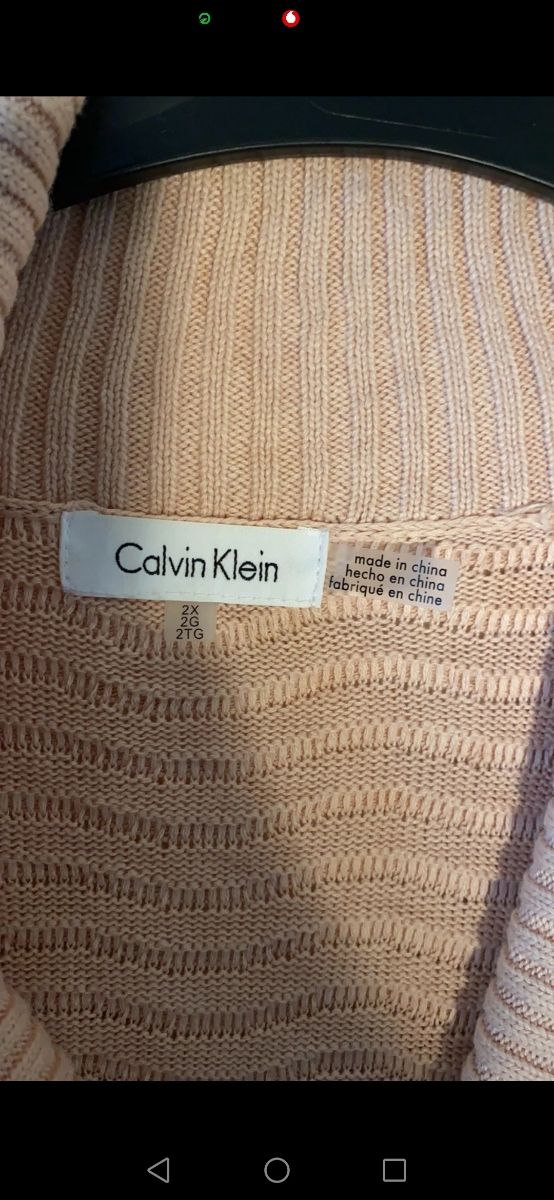 Calvin Klein
made in china
hecho en china
fabriqué en chine
2X
2G
2TG